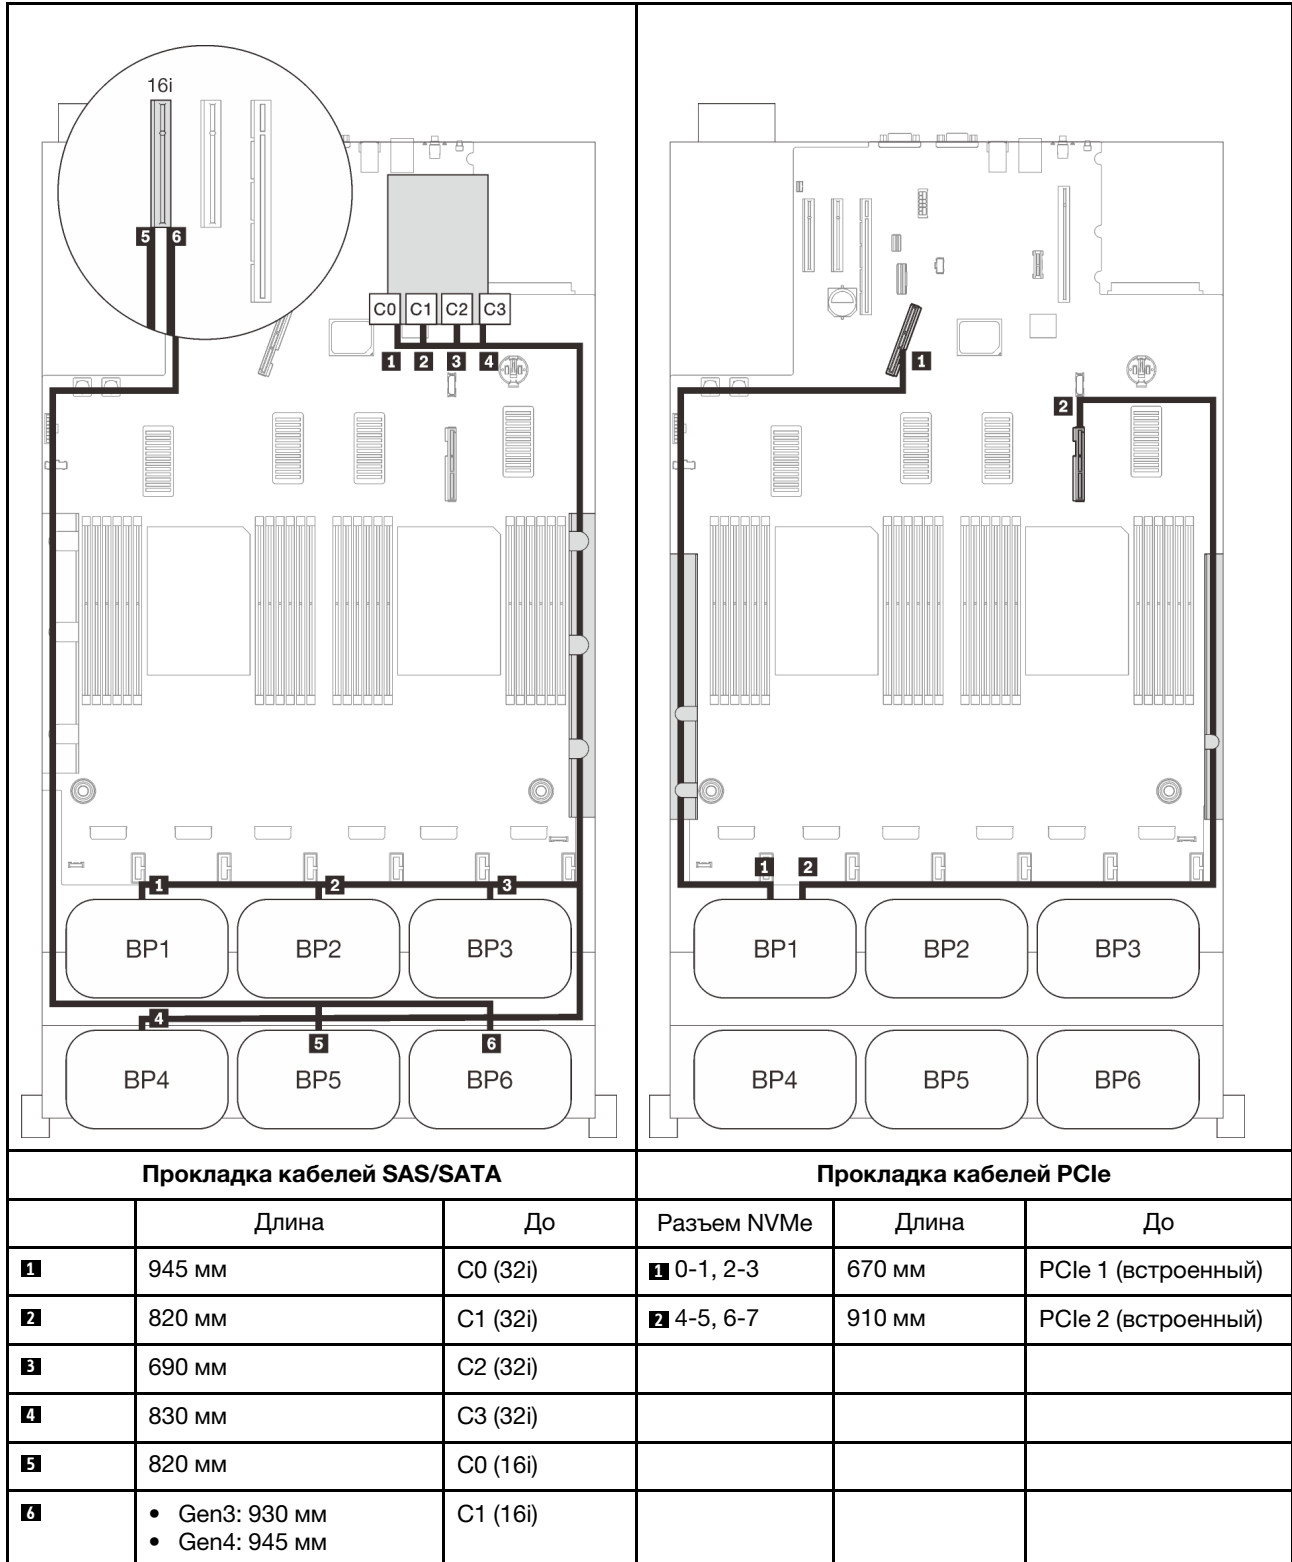 16i
5 6
C0 C1 C2 C3
1 2 3 4
1 2 3
BP1 BP2 BP3
4
5 6
BP4 BP5 BP6
1
2
1 2
BP1 BP2 BP3
BP4 BP5 BP6
Прокладка кабелей SAS/SATA Прокладка кабелей PCIe
Длина До Разъем NVMe Длина До
1 945 мм C0 (32i) 1 0-1, 2-3 670 мм PCIe 1 (встроенный)
2 820 мм C1 (32i) 2 4-5, 6-7 910 мм PCIe 2 (встроенный)
3 690 мм C2 (32i)
4 830 мм C3 (32i)
5 820 мм C0 (16i)
6 • Gen3: 930 мм C1 (16i)
• Gen4: 945 мм